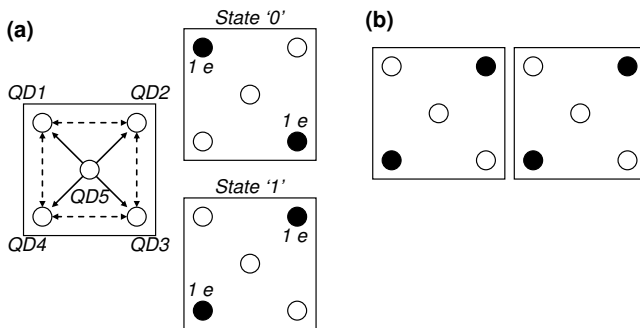 (a)
QD1
QD2
QD5
QD4
QD3
State ‘0’
1 e
1 e
State ‘1’
1 e
1 e
(b)